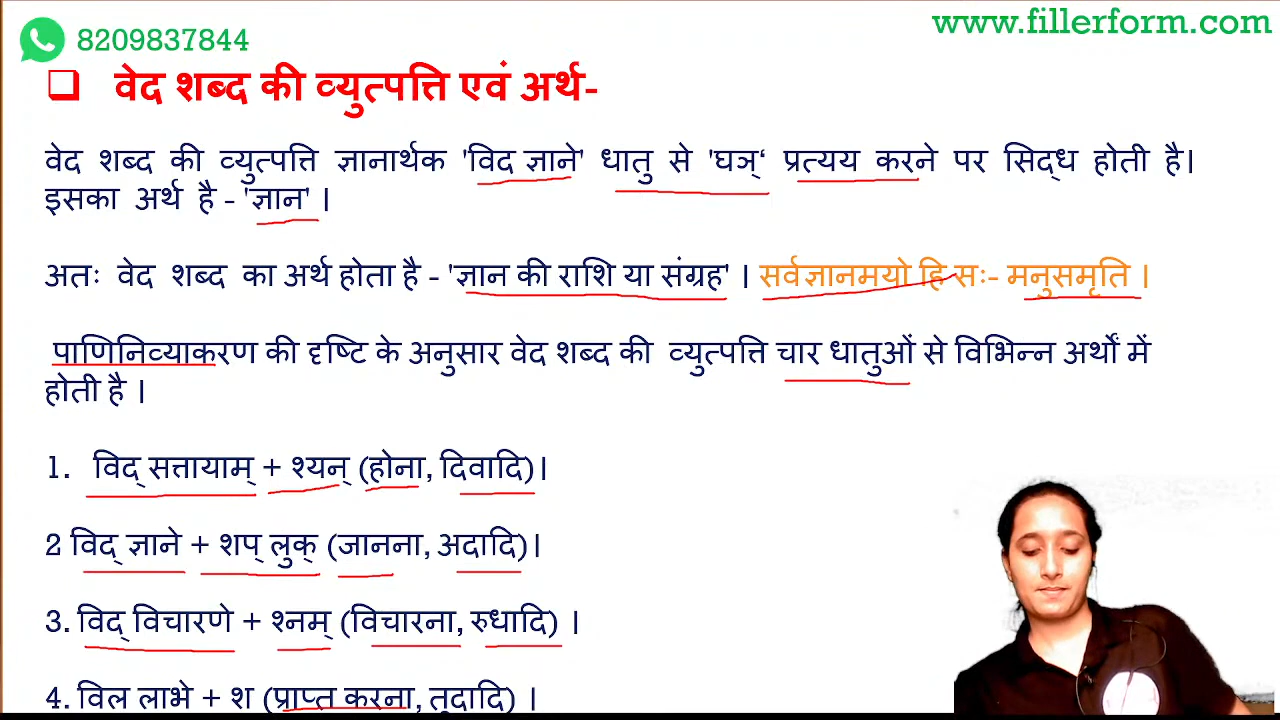 8209837844
www.fillerform.com
वेद शब्द की व्युत्पत्ति एवं अर्थ-
वेद शब्द की व्युत्पत्ति ज्ञानार्थक 'विद ज्ञाने' धातु से 'घञ्‘ प्रत्यय करने पर सिद्ध होती है।
इसका अर्थ है - 'ज्ञान' ।
अतः वेद शब्द का अर्थ होता है - 'ज्ञान की राशि या संग्रह' । सर्वज्ञानमयो हि सः- मनुसमृति ।
पाणिनिव्याकरण की दृष्टि के अनुसार वेद शब्द की व्युत्पत्ति चार धातुओं से विभिन्न अर्थों में
होती है ।
1. विद् सत्तायाम् + श्यन् (होना, दिवादि)।
2 विद् ज्ञाने + शप् लुक् (जानना, अदादि)।
3. विद् विचारणे + श्नम् (विचारना, रुधादि) ।
4. विल लाभे + श (प्राप्त करना, तुदादि) ।